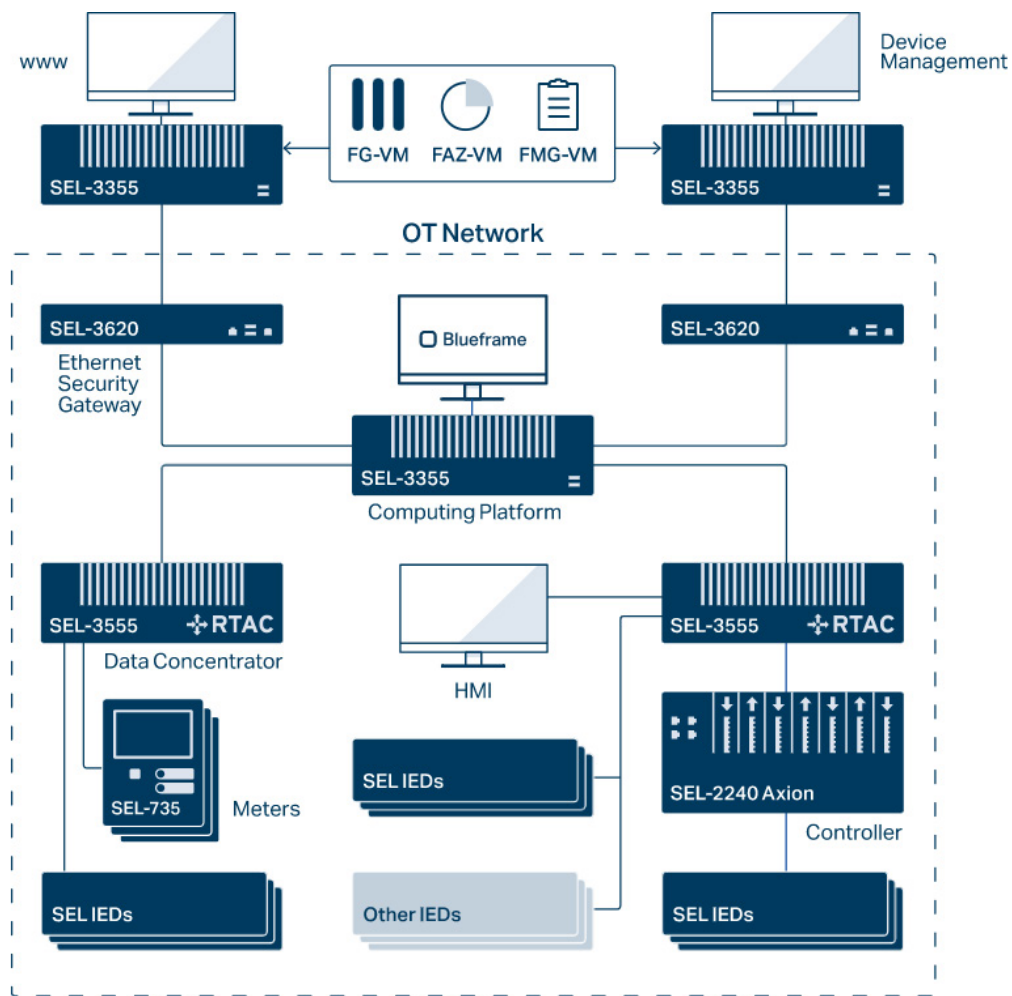 www
Device
Management
FG-VM
FAZ-VM
FMG-VM
SEL-3355
SEL-3355
OT Network
SEL-3620
Ethernet
Security
Gateway
Blueframe
SEL-3620
SEL-3355
Computing Platform
SEL-3555
RTAC
Data Concentrator
HMI
SEL-3555
RTAC
SEL-735
Meters
SEL IEDs
SEL-2240 Axion
Controller
SEL IEDs
Other IEDs
SEL IEDs